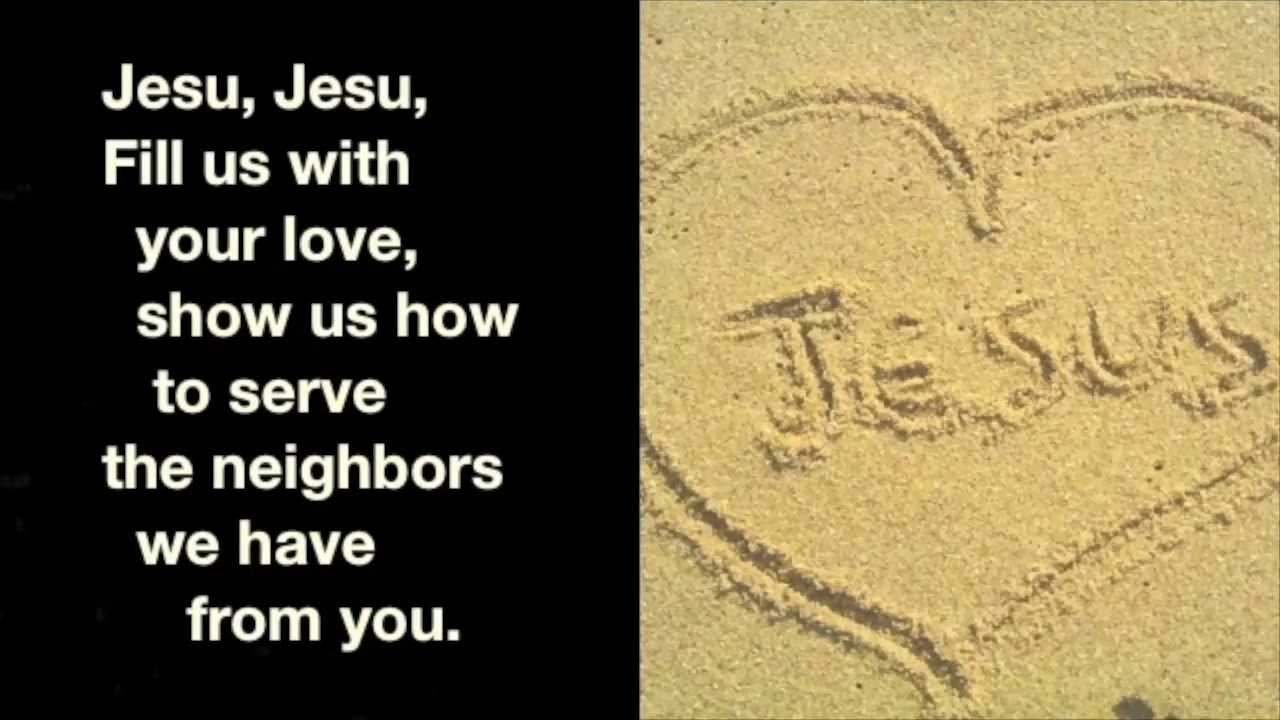 Jesu, Jesu,
Fill us with
your love,
show us how
to serve
the neighbors
we have
from you.
JESUS